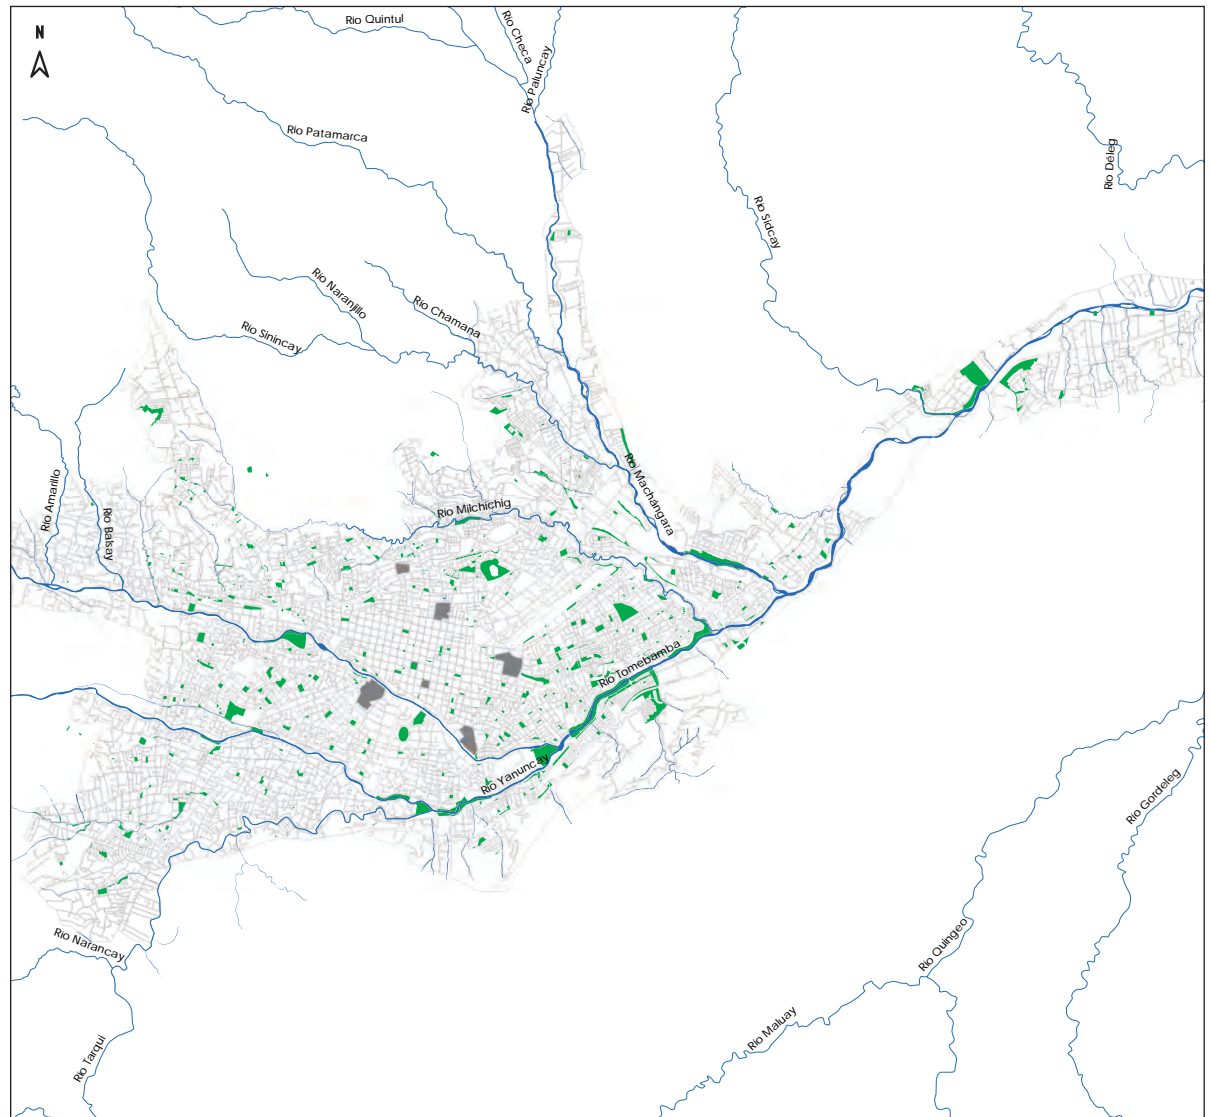 Rio Quintul
N
Rio Checa
Rio Paluncay
Rio Patamarca
Rio Déleg
Rio Sidcay
Rio Naranjillo
Rio Chamana
Rio Sinincay
Rio Amarillo
Rio Balsay
Rio Machángara
Rio Milchichig
Rio Tomebamba
Rio Yanuncay
Rio Gordeleg
Rio Narancay
Rio Quingeo
Rio Maluay
Rio Tarqui